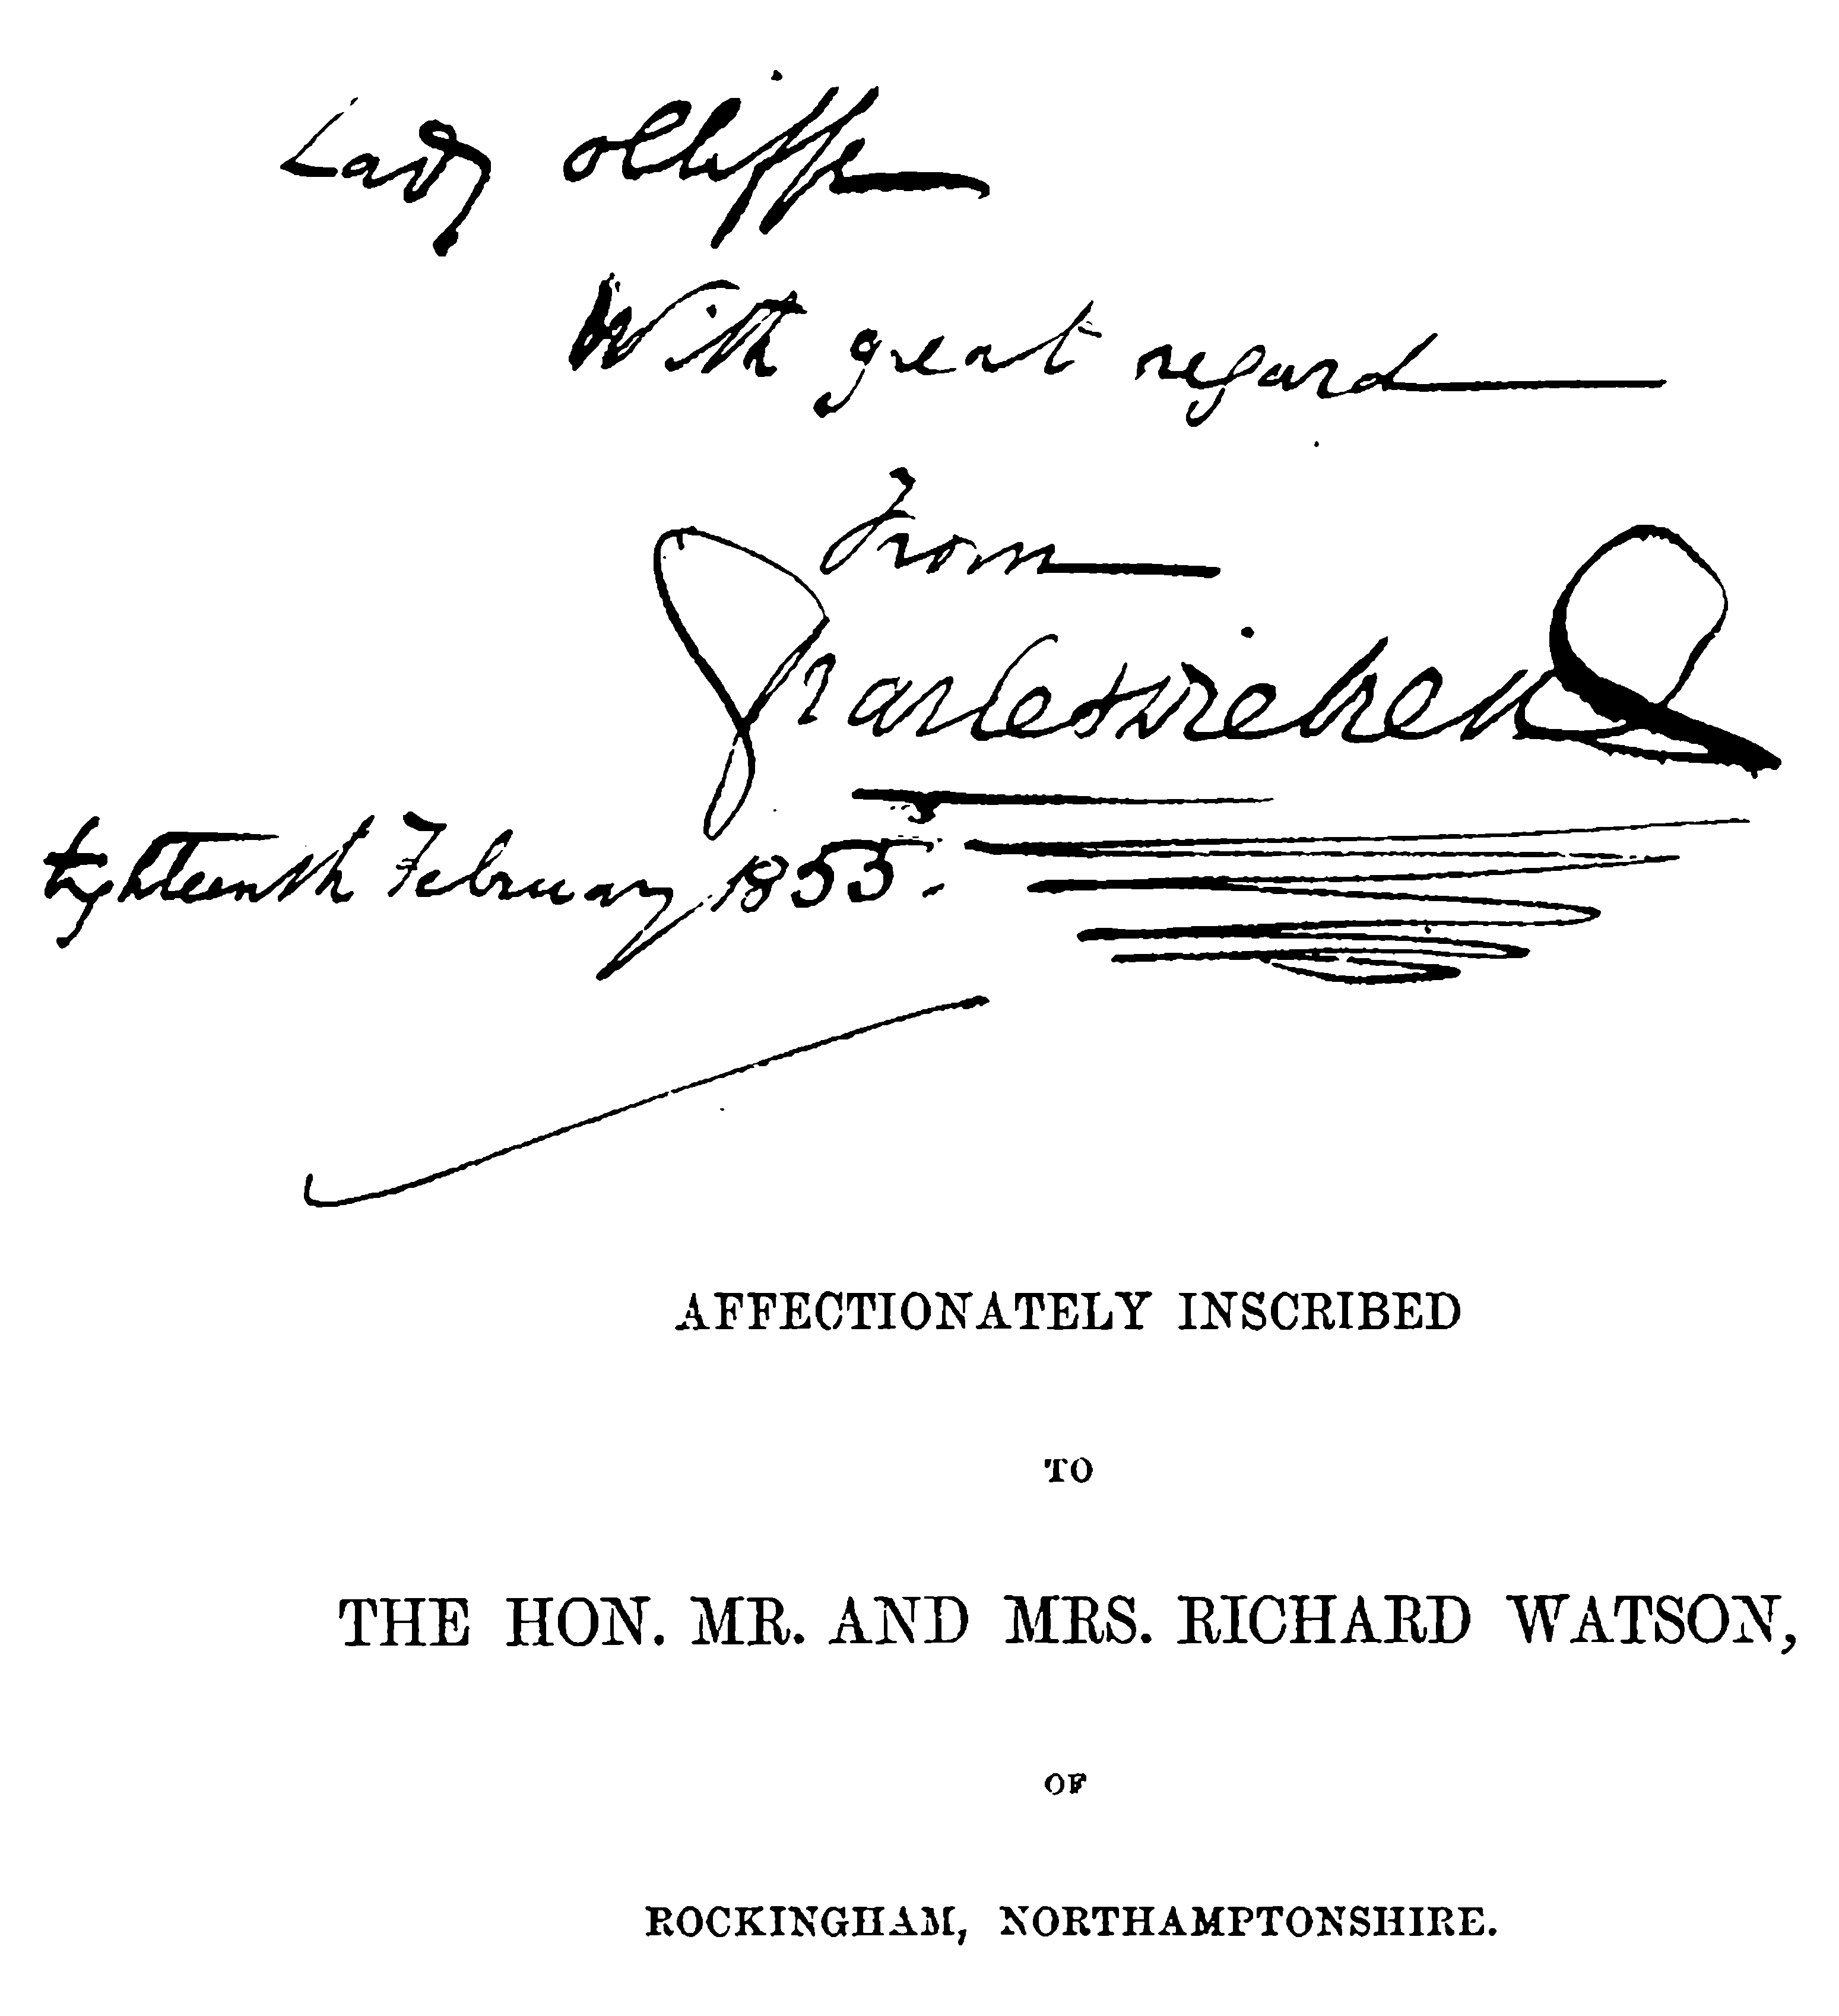 Lady Olliffe
With great regard
From
Charles Dickens
Eighteenth February, 1855.
AFFECTIONATELY INSCRIBED
TO
THE HON. MR. AND MRS. RICHARD WATSON,
OF
ROCKINGHAM, NORTHAMPTONSHIRE.